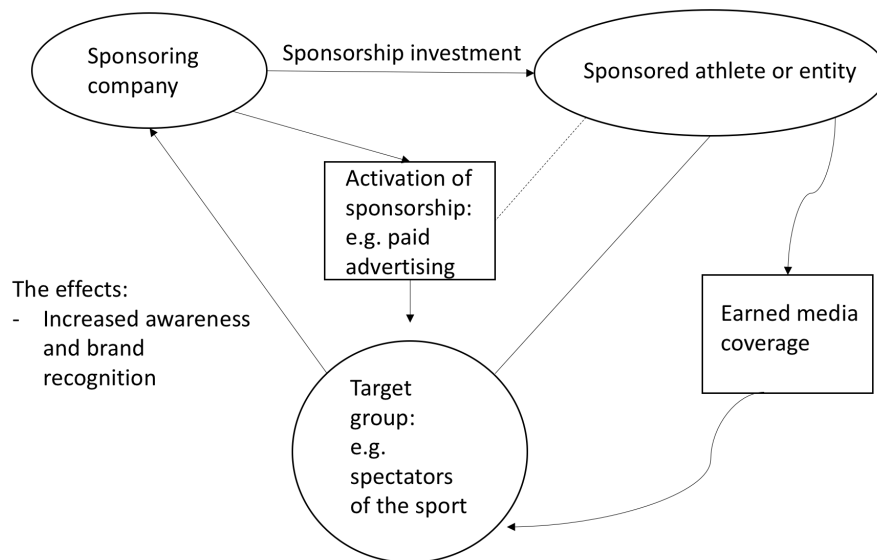 Sponsoring
company
Sponsorship investment
Sponsored athlete or entity
Activation of
sponsorship:
e.g. paid
advertising
The effects:
- Increased awareness
and brand
recognition
Earned media
coverage
Target
group:
e.g.
spectators
of the sport